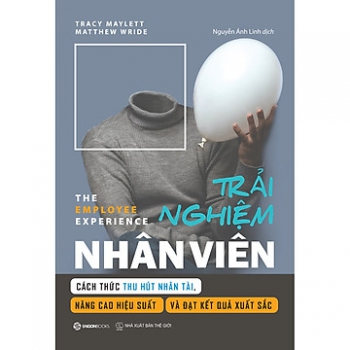 TRACY MAYLETT
MATTHEW WRIDE
Nguyễn Ánh Linh dịch
THE
EMPLOYEE
EXPERIENCE
TRẢI
NGHIỆM
NHÂN VIÊN
CÁCH THỨC THU HÚT NHÂN TÀI,
NÂNG CAO HIỆU SUẤT VÀ ĐẠT KẾT QUẢ XUẤT SẮC
SAIGONBOOKS
NHÀ XUẤT BẢN THẾ GIỚI